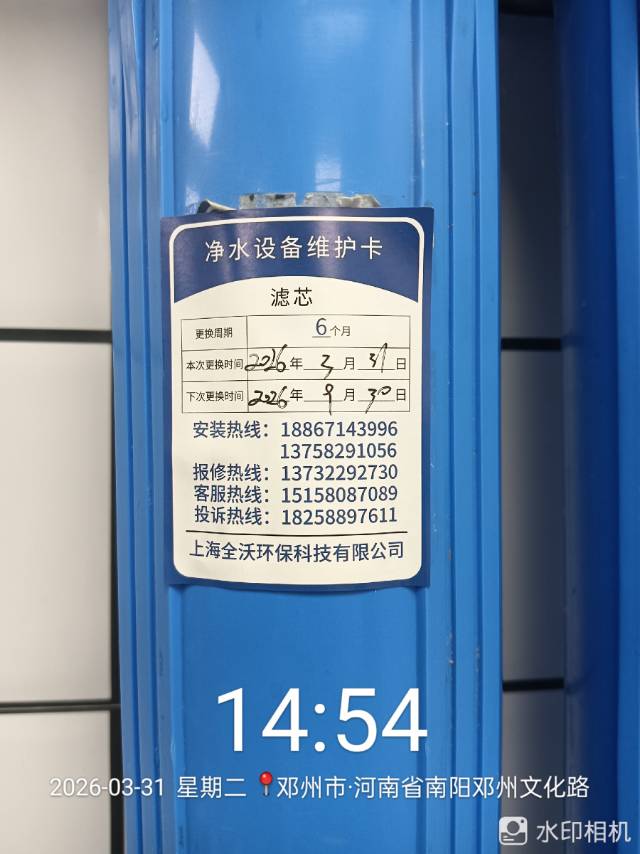 净水设备维护卡
滤芯
更换周期 6个月
本次更换时间 2026年3月31日
下次更换时间 2026年9月30日
安装热线：18867143996
13758291056
报修热线：13732292730
客服热线：15158087089
投诉热线：18258897611
上海全沃环保科技有限公司
14:54
2026-03-31 星期二 邓州市·河南省南阳邓州文化路
水印相机